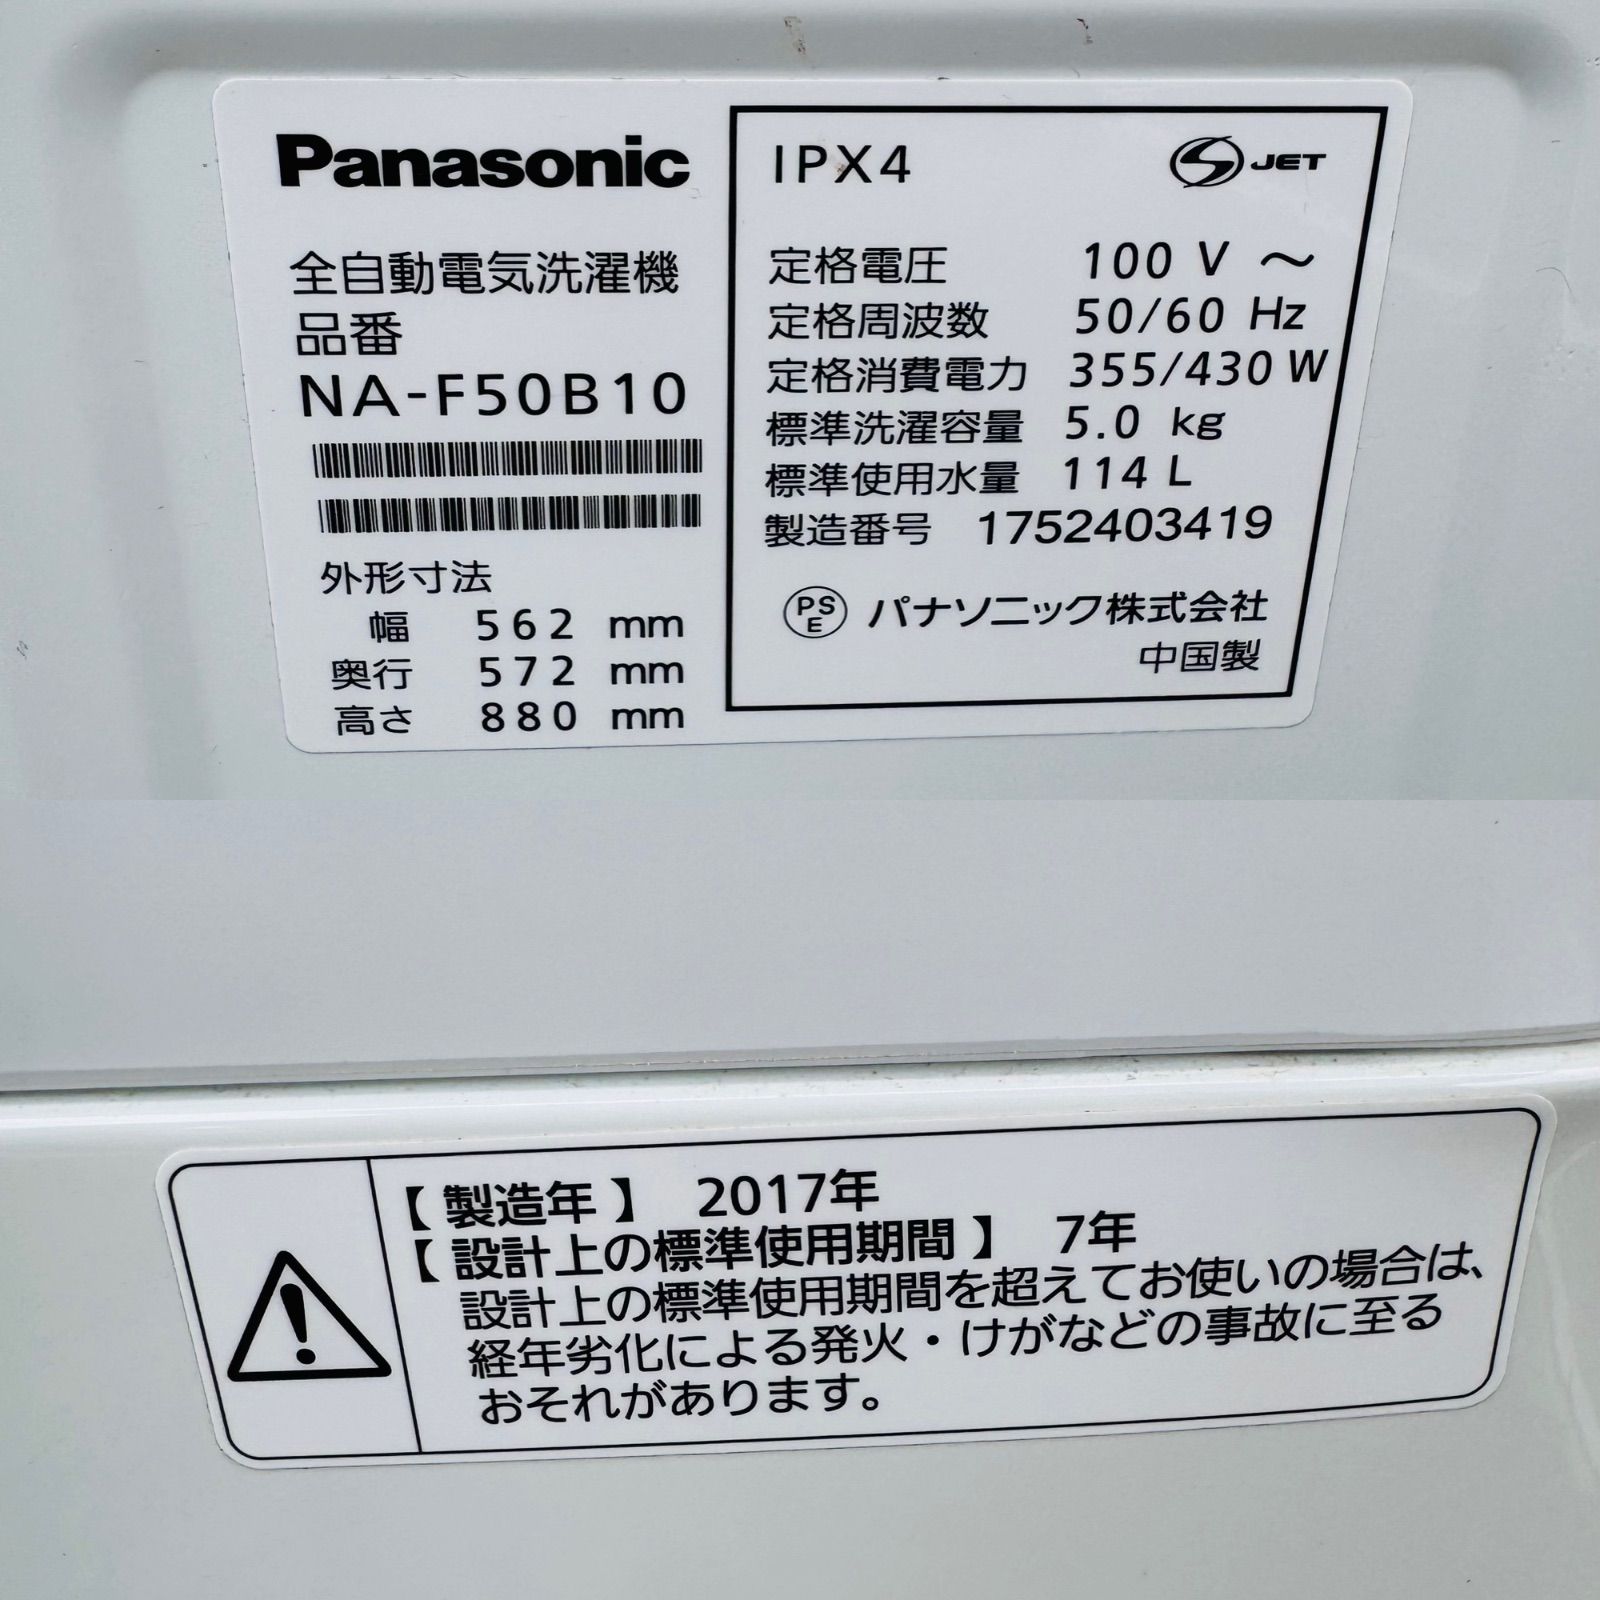 Panasonic
全自動電気洗濯機
品番
NA-F50B10
外形寸法
幅 562 mm
奥行 572 mm
高さ 880 mm
IPX4
S JET
定格電圧 100 V ～
定格周波数 50/60 Hz
定格消費電力 355/430 W
標準洗濯容量 5.0 kg
標準使用水量 114 L
製造番号 1752403419
PSE パナソニック株式会社
中国製
【 製造年 】 2017年
【 設計上の標準使用期間 】 7年
設計上の標準使用期間を超えてお使いの場合は、
経年劣化による発火・けがなどの事故に至る
おそれがあります。